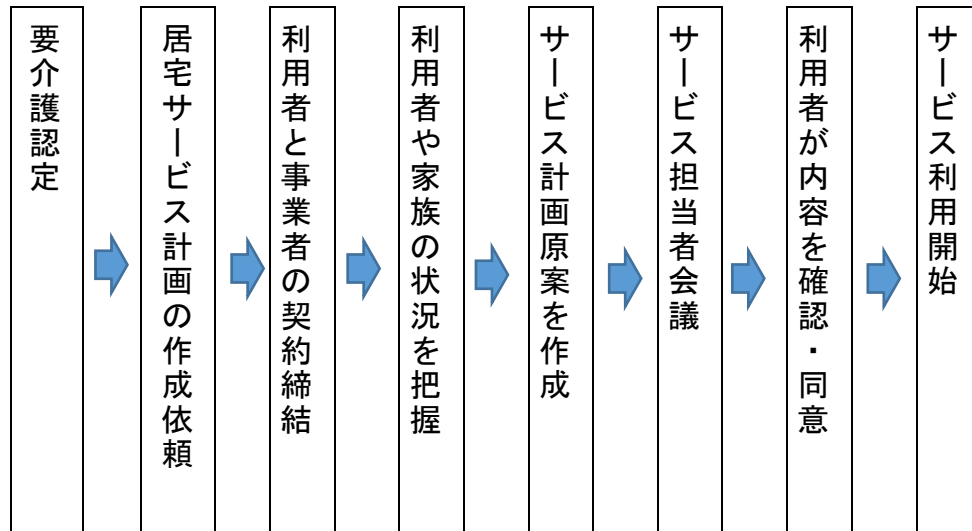 要介護認定
居宅サービス計画の作成依頼
利用者と事業者の契約締結
利用者や家族の状況を把握
サービス計画原案を作成
サービス担当者会議
利用者が内容を確認・同意
サービス利用開始